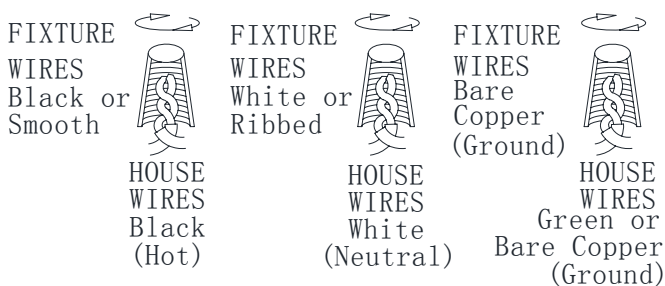 FIXTURE
WIRES
Black or
Smooth
HOUSE
WIRES
Black
(Hot)
FIXTURE
WIRES
White or
Ribbed
HOUSE
WIRES
White
(Neutral)
FIXTURE
WIRES
Bare
Copper
(Ground)
HOUSE
WIRES
Green or
Bare Copper
(Ground)